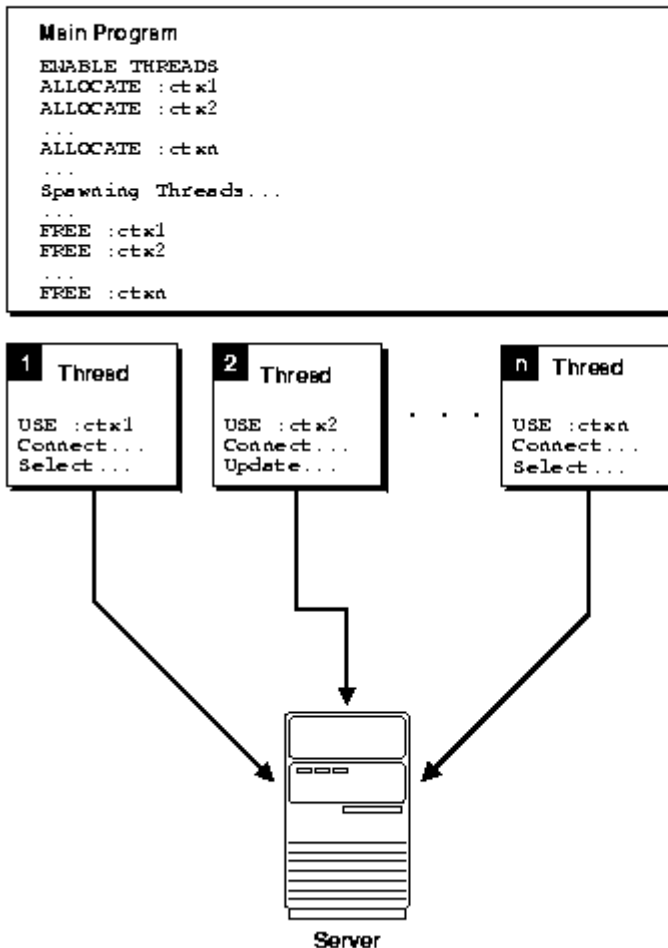 Main Program
ENABLE THREADS
ALLOCATE :ctx1
ALLOCATE :ctx2
...
ALLOCATE :ctxn
...
Spawning Threads...
...
FREE :ctx1
FREE :ctx2
...
FREE :ctxn
1 Thread
USE :ctx1
Connect...
Select...
2 Thread
USE :ctx2
Connect...
Update...
. . .
n Thread
USE :ctxn
Connect...
Select...
Server